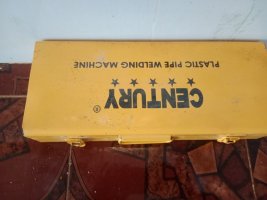 CENTURY®
★★★★★
PLASTIC PIPE WELDING MACHINE